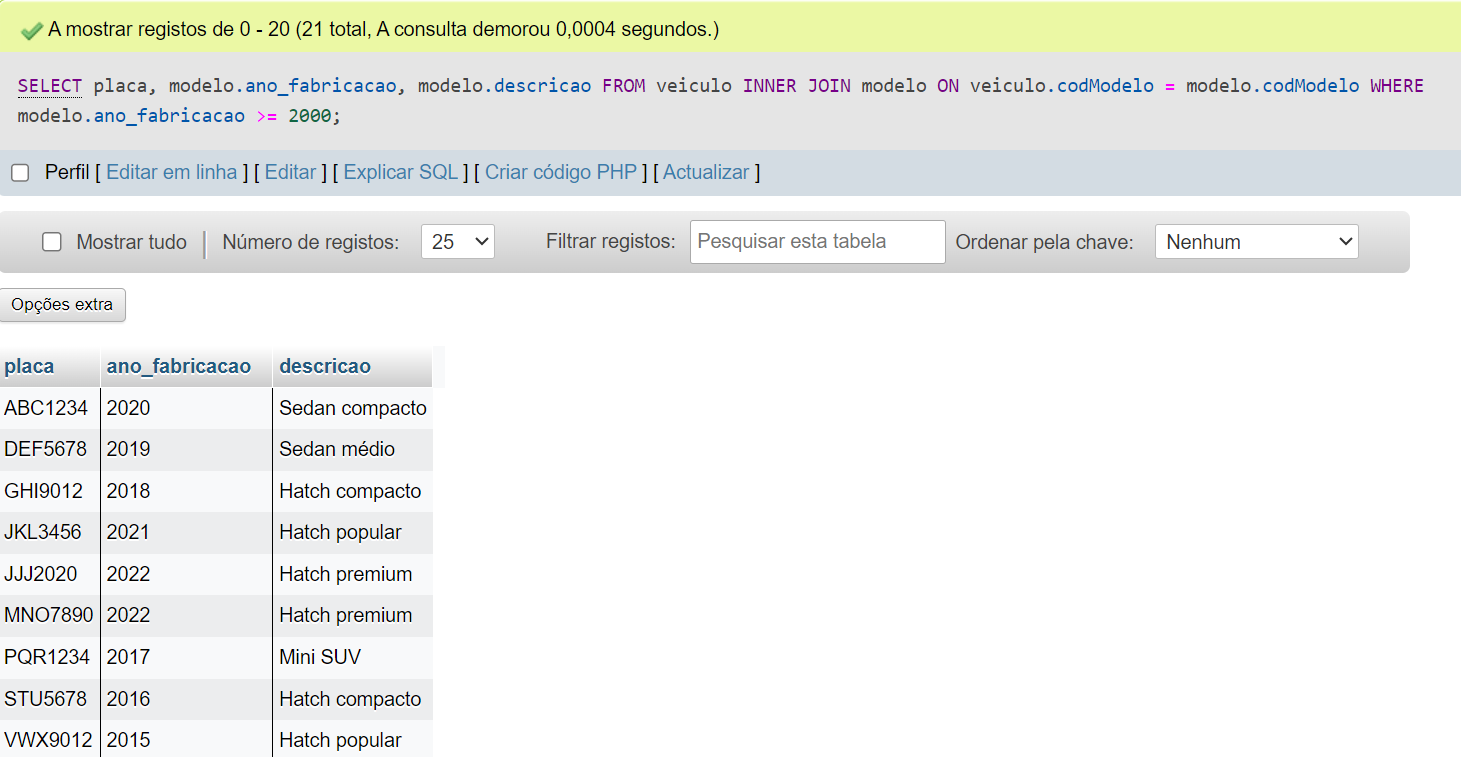 A mostrar registos de 0 - 20 (21 total, A consulta demorou 0,0004 segundos.)
SELECT placa, modelo.ano_fabricacao, modelo.descricao FROM veiculo INNER JOIN modelo ON veiculo.codModelo = modelo.codModelo WHERE
modelo.ano_fabricacao >= 2000;
Perfil [ Editar em linha ] [ Editar ] [ Explicar SQL ] [ Criar código PHP ] [ Actualizar ]
Mostrar tudo Número de registos: 25 Filtrar registos: Pesquisar esta tabela Ordenar pela chave: Nenhum
Opções extra
placa ano_fabricacao descricao
ABC1234 2020 Sedan compacto
DEF5678 2019 Sedan médio
GHI9012 2018 Hatch compacto
JKL3456 2021 Hatch popular
JJJ2020 2022 Hatch premium
MNO7890 2022 Hatch premium
PQR1234 2017 Mini SUV
STU5678 2016 Hatch compacto
VWX9012 2015 Hatch popular